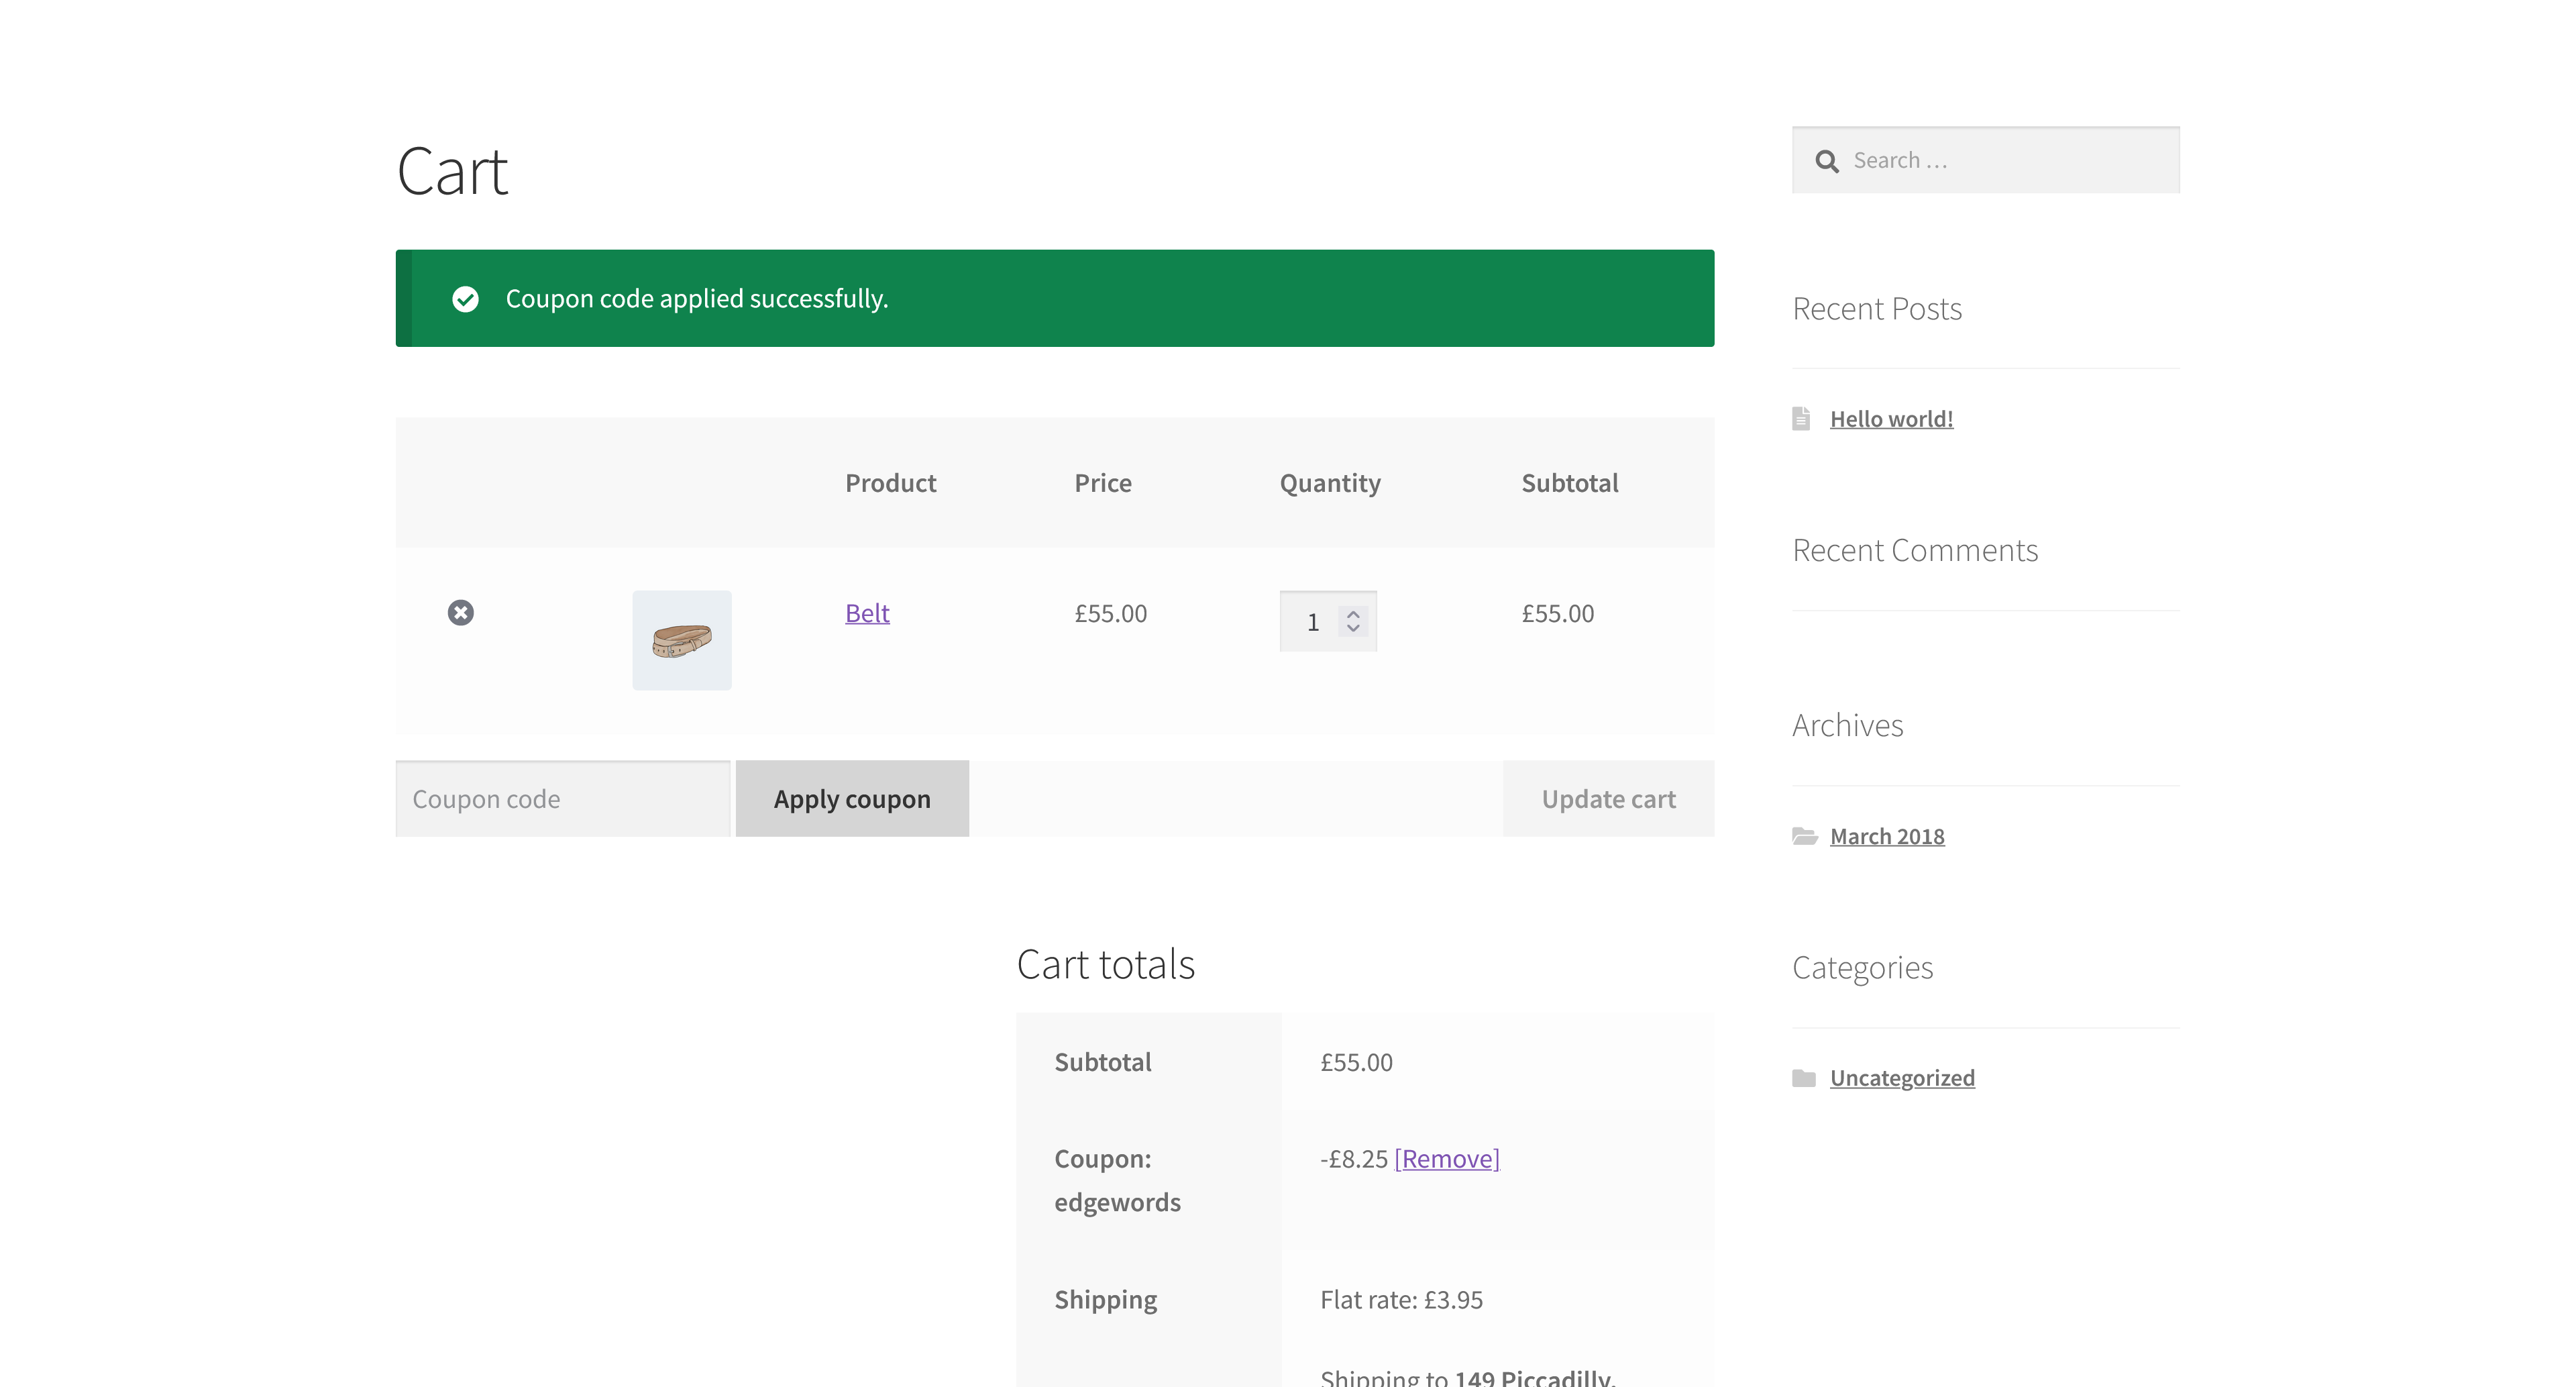 Cart
Search …
Coupon code applied successfully.
Product Price Quantity Subtotal
Belt £55.00 1 £55.00
Coupon code Apply coupon Update cart
Cart totals
Subtotal £55.00
Coupon: -£8.25 [Remove]
edgewords
Shipping Flat rate: £3.95
Shipping to 149 Piccadilly,
Recent Posts
Hello world!
Recent Comments
Archives
March 2018
Categories
Uncategorized